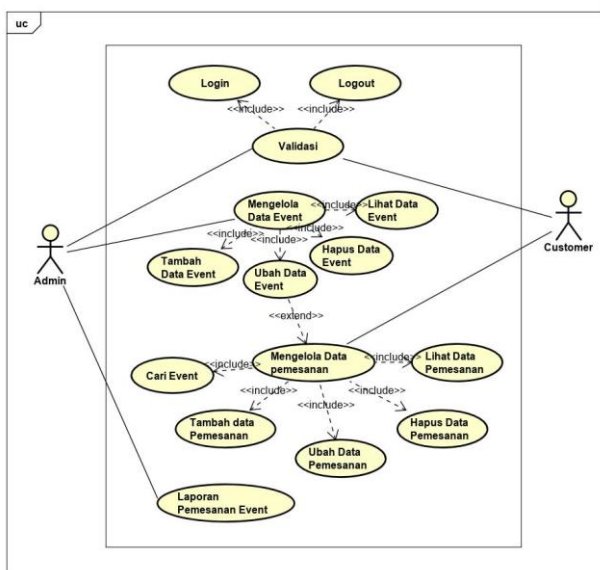 uc
Login
Logout
<<include>>
<<include>>
Validasi
Mengelola
Data Event
<<include>>
Lihat Data
Event
<<include>>
<<include>>
<<include>>
Tambah
Data Event
Hapus Data
Event
Ubah Data
Event
Admin
Customer
<<extend>>
Mengelola Data
pemesanan
<<include>>
Lihat Data
Pemesanan
Cari Event
<<include>>
<<include>>
<<include>>
<<include>>
Tambah data
Pemesanan
Hapus Data
Pemesanan
Ubah Data
Pemesanan
Laporan
Pemesanan Event